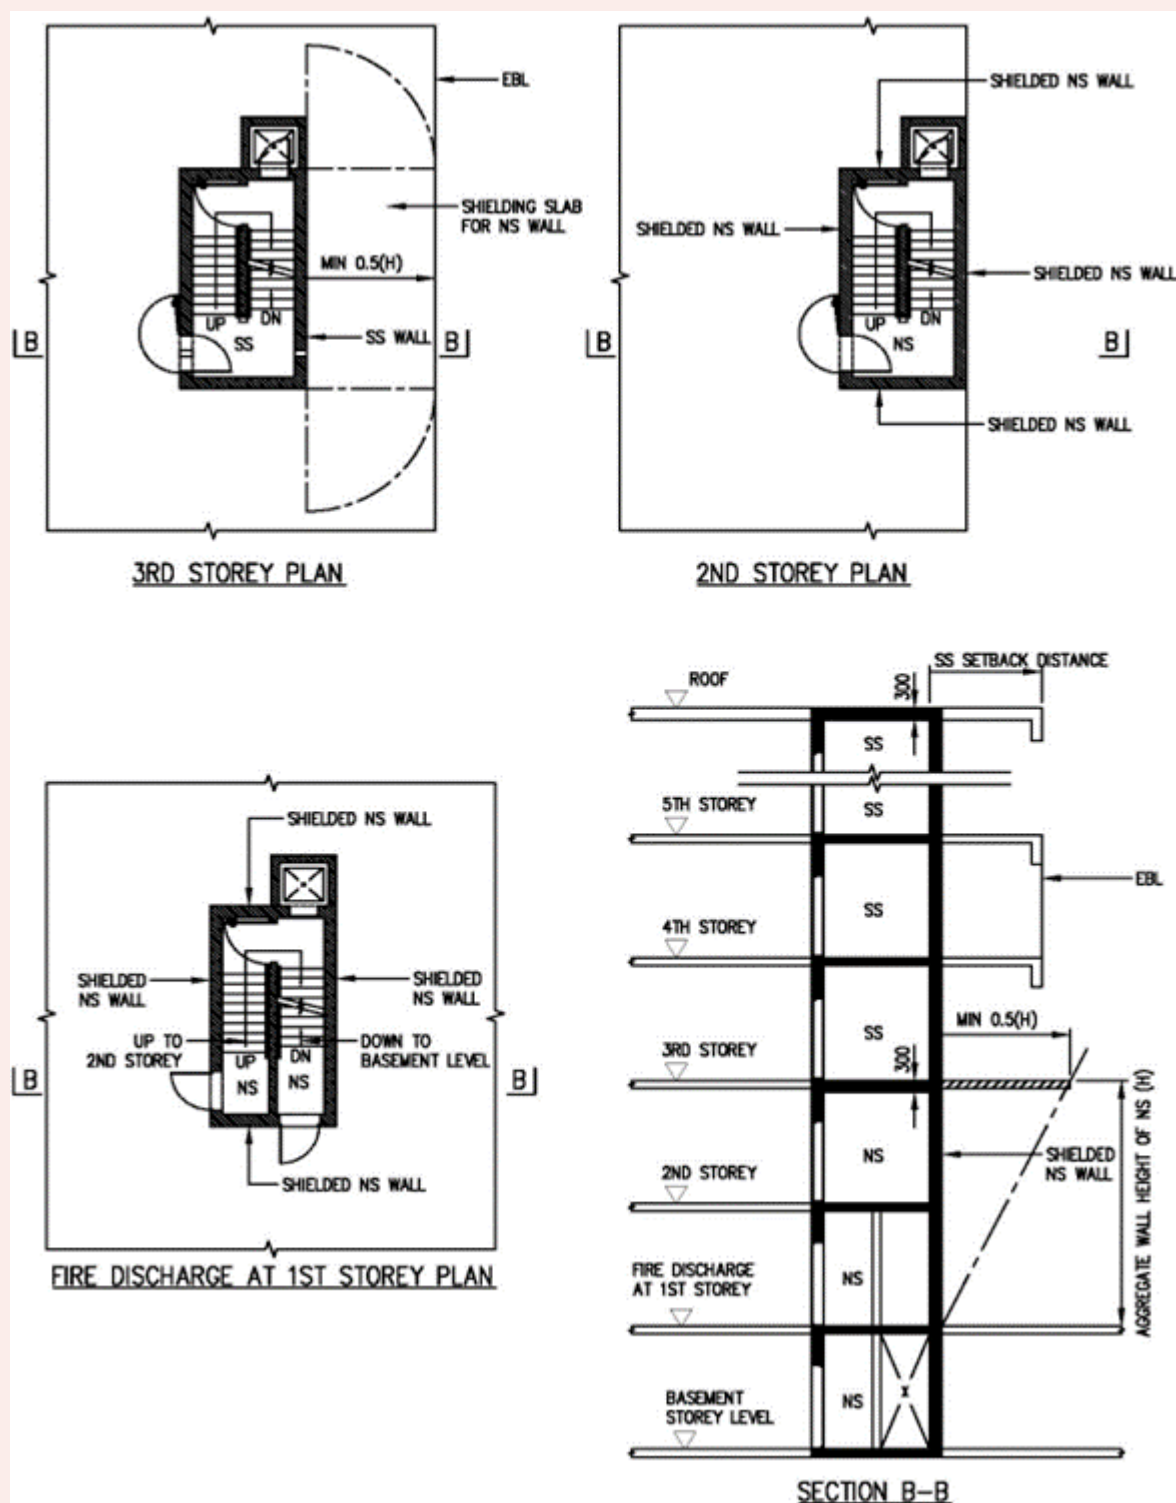 EBL
SHIELDING SLAB
FOR NS WALL
MIN 0.5(H)
UP
DN
SS
SS WALL
B
B
3RD STOREY PLAN
SHIELDED NS WALL
SHIELDED NS WALL
SHIELDED NS WALL
UP
DN
NS
B
B
SHIELDED NS WALL
2ND STOREY PLAN
SHIELDED NS WALL
SHIELDED
NS WALL
SHIELDED
NS WALL
UP TO
2ND STOREY
DOWN TO
BASEMENT LEVEL
UP
DN
NS
NS
B
B
SHIELDED NS WALL
FIRE DISCHARGE AT 1ST STOREY PLAN
SS SETBACK DISTANCE
ROOF
300
SS
5TH STOREY
SS
EBL
SS
4TH STOREY
MIN 0.5(H)
SS
3RD STOREY
300
AGGREGATE WALL HEIGHT OF NS (H)
NS
SHIELDED
NS WALL
2ND STOREY
FIRE DISCHARGE
AT 1ST STOREY
NS
BASEMENT
STOREY LEVEL
NS
X
SECTION B-B